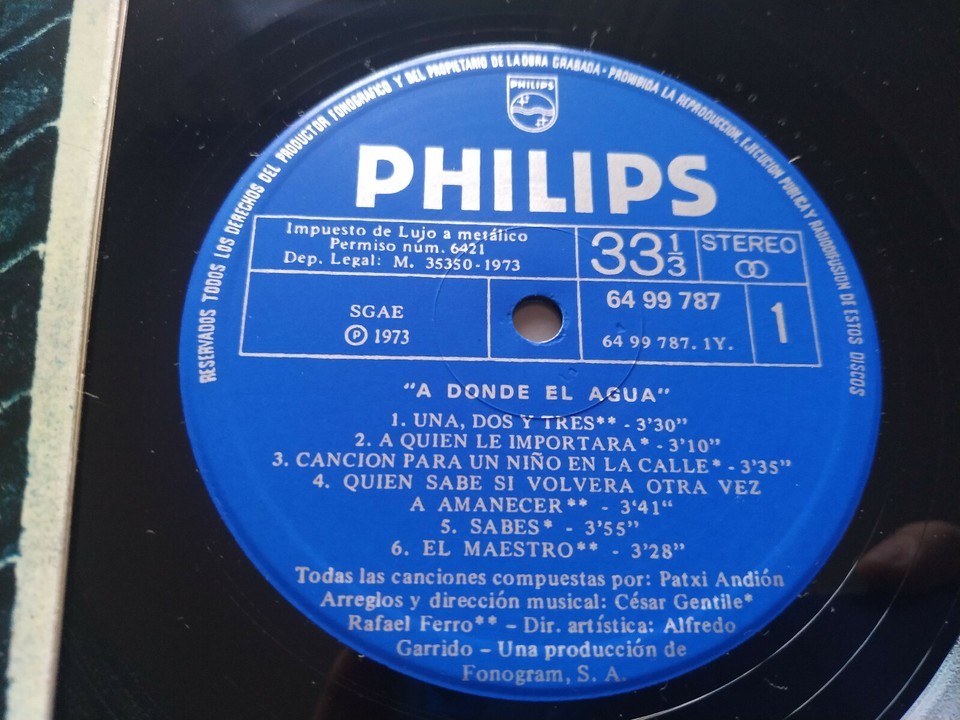 RESERVADOS TODOS LOS DERECHOS DEL PRODUCTOR FONOGRAFICO Y DEL PROPIETARIO DE LA OBRA GRABADA - PROHIBIDA LA REPRODUCCION, EJECUCION PUBLICA Y RADIODIFUSION DE ESTOS DISCOS
PHILIPS
PHILIPS
Impuesto de Lujo a metálico
Permiso núm. 6421
Dep. Legal: M. 35350-1973
33 1/3
STEREO
SGAE
Ⓟ 1973
64 99 787
64 99 787. 1Y.
1
"A DONDE EL AGUA"
1. UNA, DOS Y TRES** - 3'30"
2. A QUIEN LE IMPORTARA* - 3'10"
3. CANCION PARA UN NIÑO EN LA CALLE* - 3'35"
4. QUIEN SABE SI VOLVERA OTRA VEZ
A AMANECER** - 3'41"
5. SABES* - 3'55"
6. EL MAESTRO** - 3'28"
Todas las canciones compuestas por: Patxi Andión
Arreglos y dirección musical: César Gentile*
Rafael Ferro** - Dir. artística: Alfredo
Garrido - Una producción de
Fonogram, S. A.